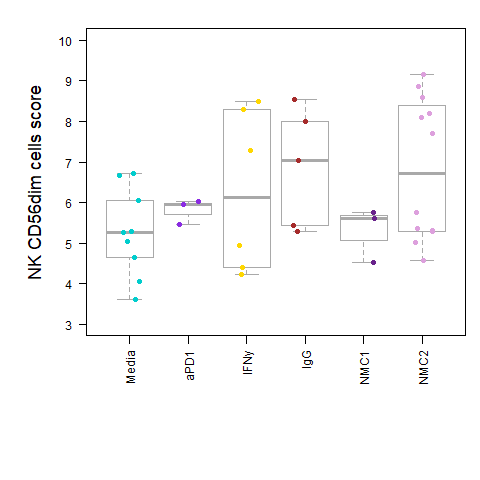 NK CD56dim cells score
10
9
8
7
6
5
4
3
Media
aPD1
IFNy
IgG
NMC1
NMC2